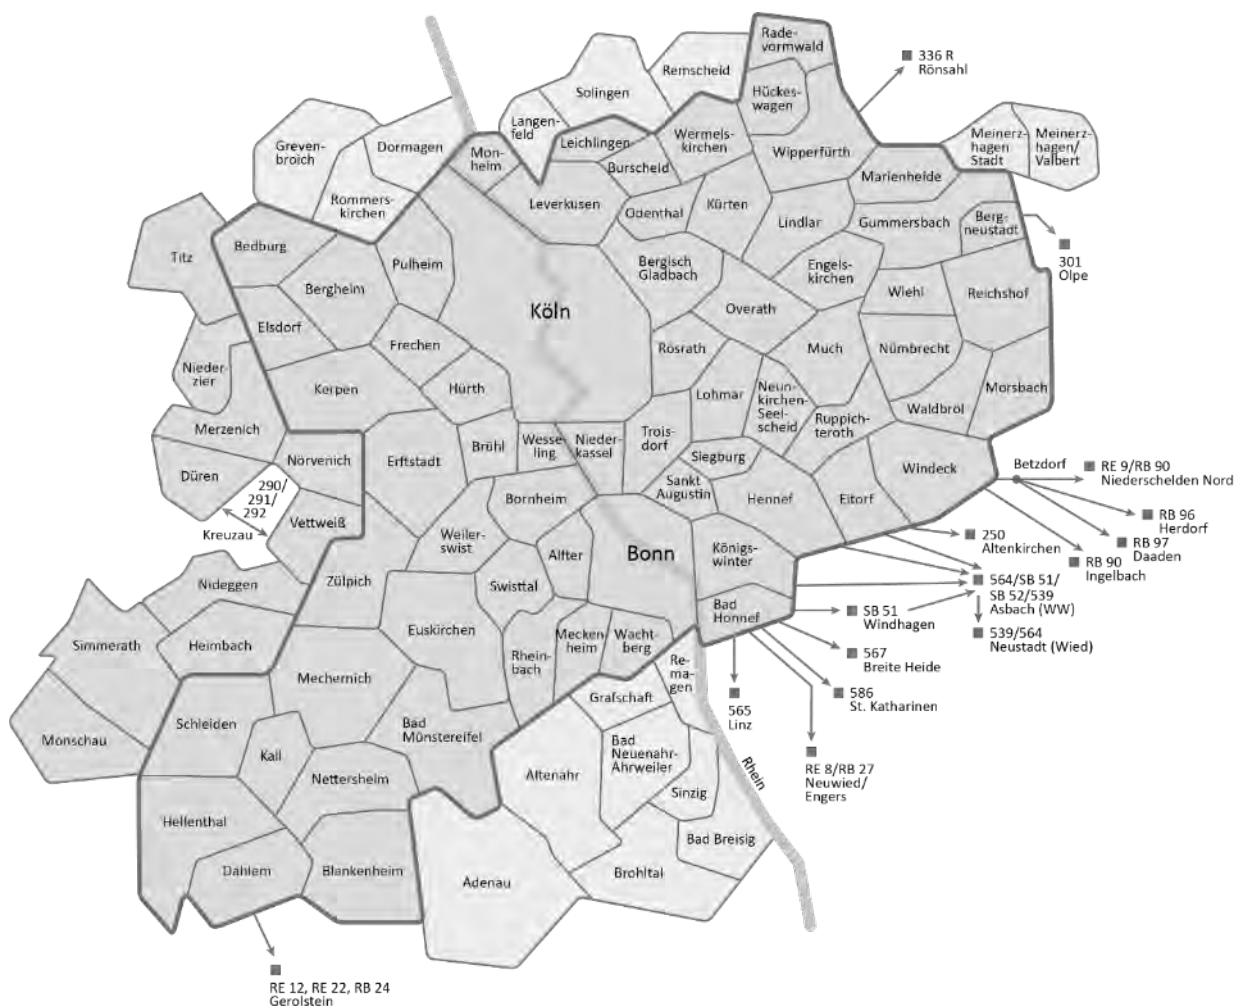 Rade-
vormwald
336 R
Rönsahl
Remscheid
Solingen
Hückes-
wagen
Langen-
feld
Leichlingen
Wermels-
kirchen
Wipperfürth
Meinerz-
hagen
Stadt
Meinerz-
hagen/
Valbert
Greven-
broich
Dormagen
Mon-
heim
Burscheid
Marienheide
Rommers-
kirchen
Leverkusen
Odenthal
Kürten
Lindlar
Gummersbach
Berg-
neustadt
Titz
Bedburg
Pulheim
Bergisch
Gladbach
Engels-
kirchen
301
Olpe
Bergheim
Wiehl
Reichshof
Köln
Overath
Elsdorf
Frechen
Rösrath
Much
Nümbrecht
Nieder-
zier
Kerpen
Hürth
Lohmar
Neun-
kirchen-
Seel-
scheid
Morsbach
Waldbröl
Ruppich-
teroth
Merzenich
Brühl
Wesse-
ling
Nieder-
kassel
Trois-
dorf
Siegburg
Düren
Nörvenich
Erftstadt
Windeck
Betzdorf
RE 9/RB 90
Niederschelden Nord
Sankt
Augustin
Hennef
Eitorf
290/
291/
292
Bornheim
RB 96
Herdorf
Kreuzau
Vettweiß
Weiler-
swist
Alfter
Bonn
Königs-
winter
250
Altenkirchen
RB 97
Daaden
RB 90
Ingelbach
Nideggen
Zülpich
Swisttal
564/SB 51/
SB 52/539
Asbach (WW)
Bad
Honnef
SB 51
Windhagen
Simmerath
Heimbach
Euskirchen
Rhein-
bach
Mecken-
heim
Wacht-
berg
539/564
Neustadt (Wied)
567
Breite Heide
Re-
ma-
gen
Mechernich
Grafschaft
565
Linz
586
St. Katharinen
Monschau
Schleiden
Bad
Münstereifel
Kall
Bad
Neuenahr-
Ahrweiler
Rhein
RE 8/RB 27
Neuwied/
Engers
Nettersheim
Altenahr
Sinzig
Hellenthal
Bad Breisig
Dahlem
Blankenheim
Adenau
Brohltal
RE 12, RE 22, RB 24
Gerolstein